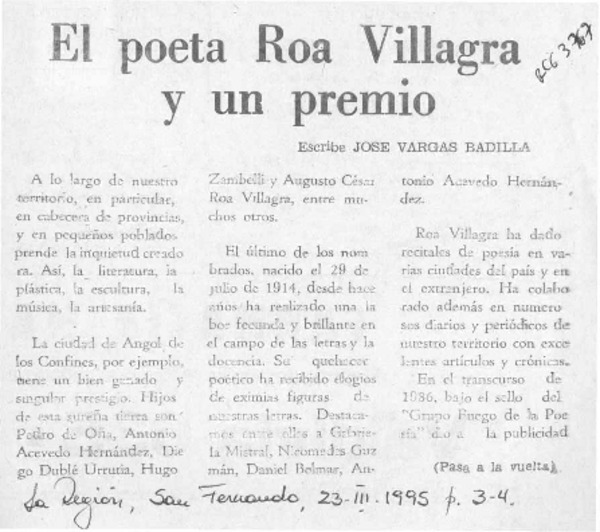 El poeta Roa Villagra
y un premio
RCG 3767
Escribe JOSE VARGAS BADILLA
A lo largo de nuestro
territorio, en particular,
en cabecera de provincias,
y en pequeños poblados
prende la inquietud creado
ra. Así, la literatura, la
plástica, la escultura, la
música, la artesanía.
La ciudad de Angol de
los Confines, por ejemplo,
tiene un bien ganado y
singular prestigio. Hijos
de esta sureña tierra son
Pedro de Oña, Antonio
Acevedo Hernández, Die
go Dublé Urrutia, Hugo
Zambelli y Augusto César
Roa Villagra, entre mu-
chos otros.
El último de los nom
brados, nacido el 29 de
julio de 1914, desde hace
años ha realizado una la
bor fecunda y brillante en
el campo de las letras y la
docencia. Su quehacer
poético ha recibido elogios
de eximias figuras de
nuestras letras. Destaca-
mos entre ellos a Gabrie-
la Mistral, Nicomedes Guz
mán, Daniel Belmar, An-
tonio Acevedo Hernán-
dez.
Roa Villagra ha dado
recitales de poesía en va-
rias ciudades del país y en
el extranjero. Ha colabo
rado además en numero
sos diarios y periódicos de
nuestro territorio con exce
lentes artículos y crónicas.
En el transcurso de
1986, bajo el sello del
"Grupo Fuego de la Poe
sía" dio a la publicidad
(Pasa a la vuelta)
La Región, San Fernando, 23-III-1995 p. 3-4.